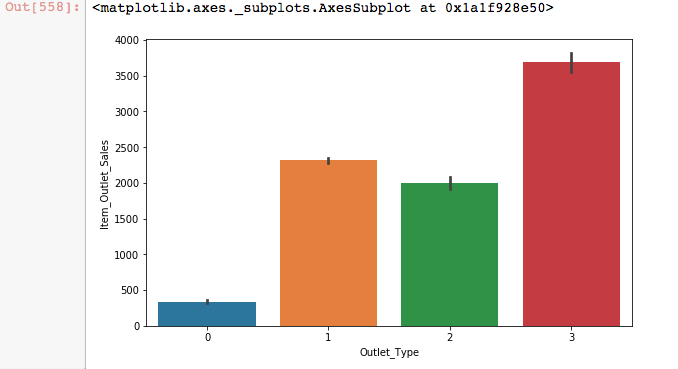 Out[558]: <matplotlib.axes._subplots.AxesSubplot at 0x1a1f928e50>
4000
3500
3000
2500
2000
1500
1000
500
0
Item_Outlet_Sales
0 1 2 3
Outlet_Type